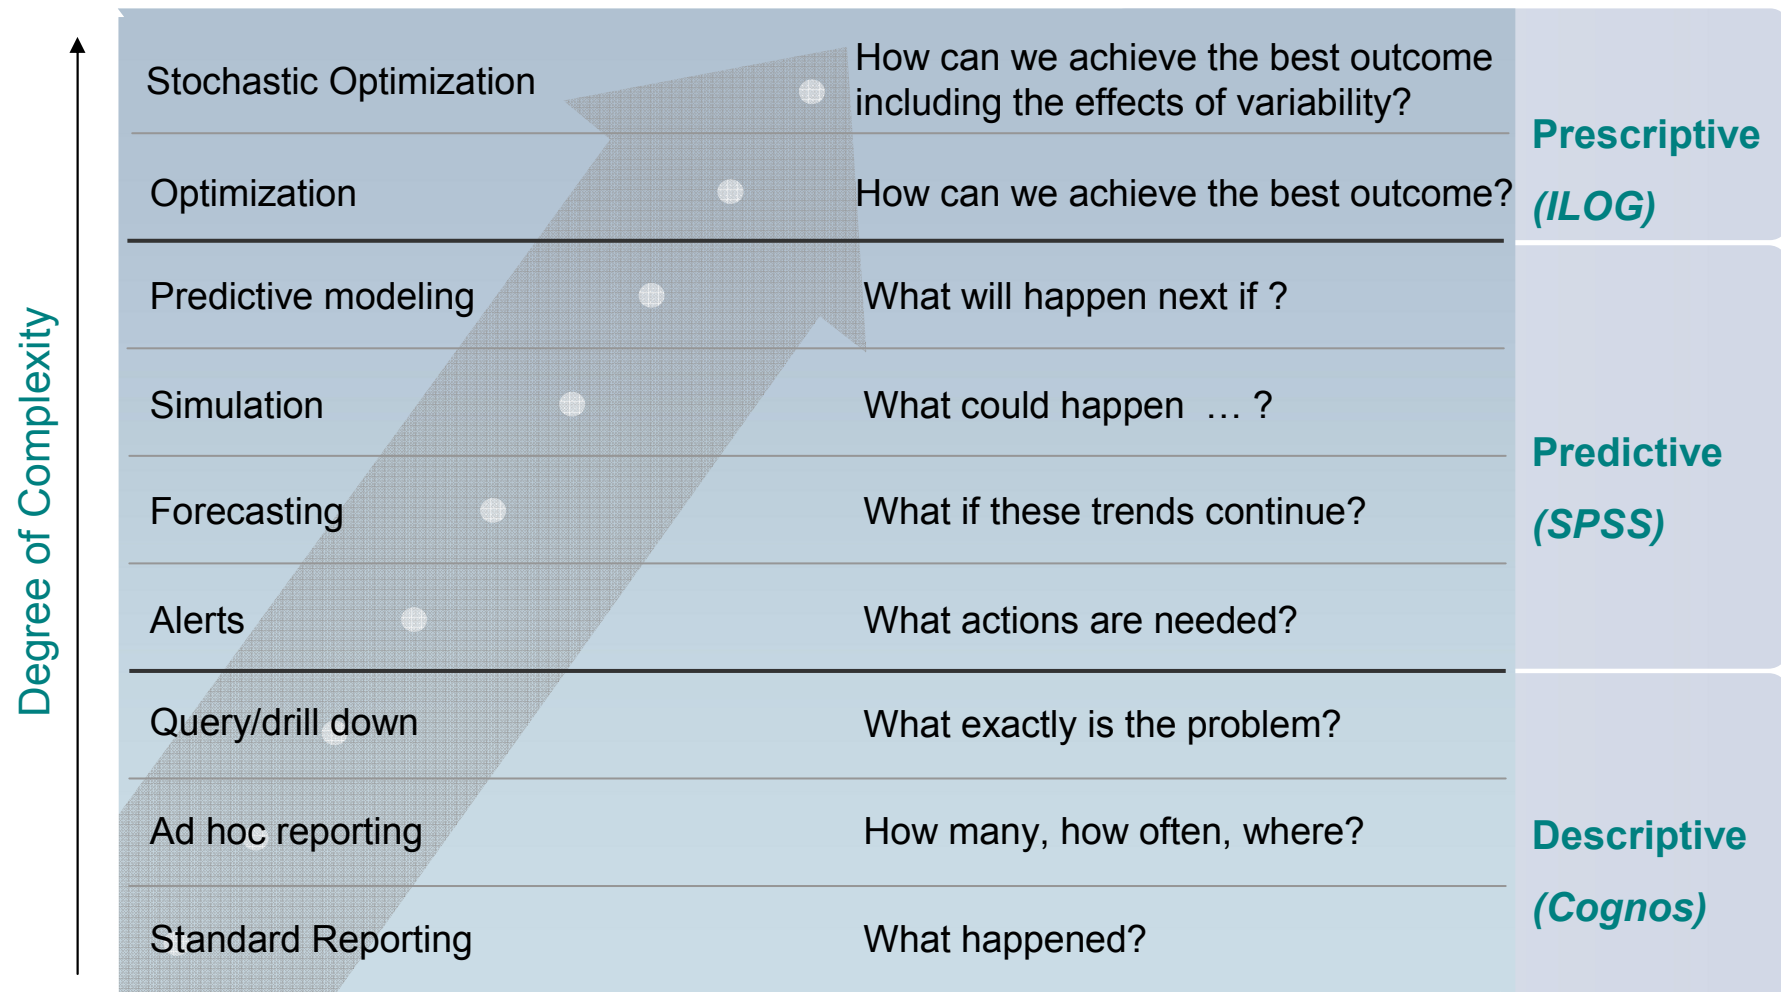 Degree of Complexity
Stochastic Optimization
How can we achieve the best outcome
including the effects of variability?
Optimization
How can we achieve the best outcome?
Prescriptive
(ILOG)
Predictive modeling
What will happen next if ?
Simulation
What could happen … ?
Forecasting
What if these trends continue?
Alerts
What actions are needed?
Predictive
(SPSS)
Query/drill down
What exactly is the problem?
Ad hoc reporting
How many, how often, where?
Standard Reporting
What happened?
Descriptive
(Cognos)